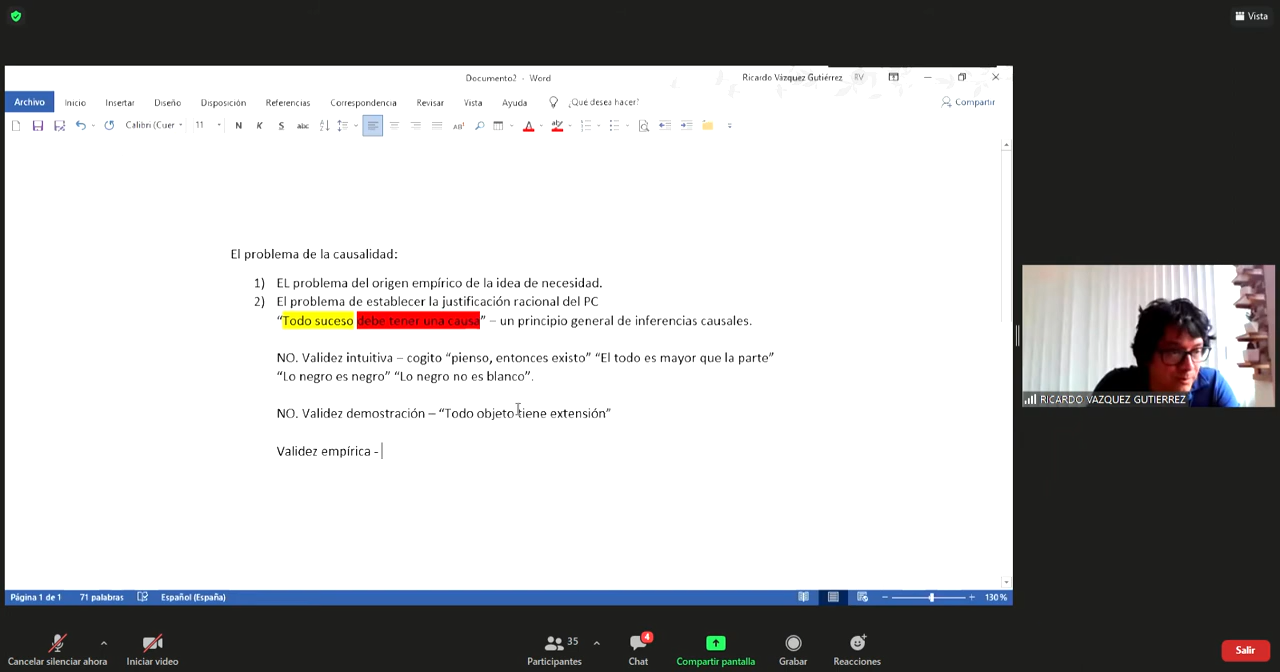 Vista
Documento2 - Word
Ricardo Vázquez Gutiérrez RV
Archivo Inicio Insertar Diseño Disposición Referencias Correspondencia Revisar Vista Ayuda ¿Qué desea hacer? Compartir
Calibri (Cuer 11 N K S abc
El problema de la causalidad:
1) EL problema del origen empírico de la idea de necesidad.
2) El problema de establecer la justificación racional del PC
“Todo suceso debe tener una causa” – un principio general de inferencias causales.
NO. Validez intuitiva – cogito “pienso, entonces existo” “El todo es mayor que la parte”
“Lo negro es negro” “Lo negro no es blanco”.
NO. Validez demostración – “Todo objeto tiene extensión”
Validez empírica -
RICARDO VAZQUEZ GUTIERREZ
Página 1 de 1 71 palabras Español (España) 130 %
35 4
Cancelar silenciar ahora Iniciar video Participantes Chat Compartir pantalla Grabar Reacciones Salir